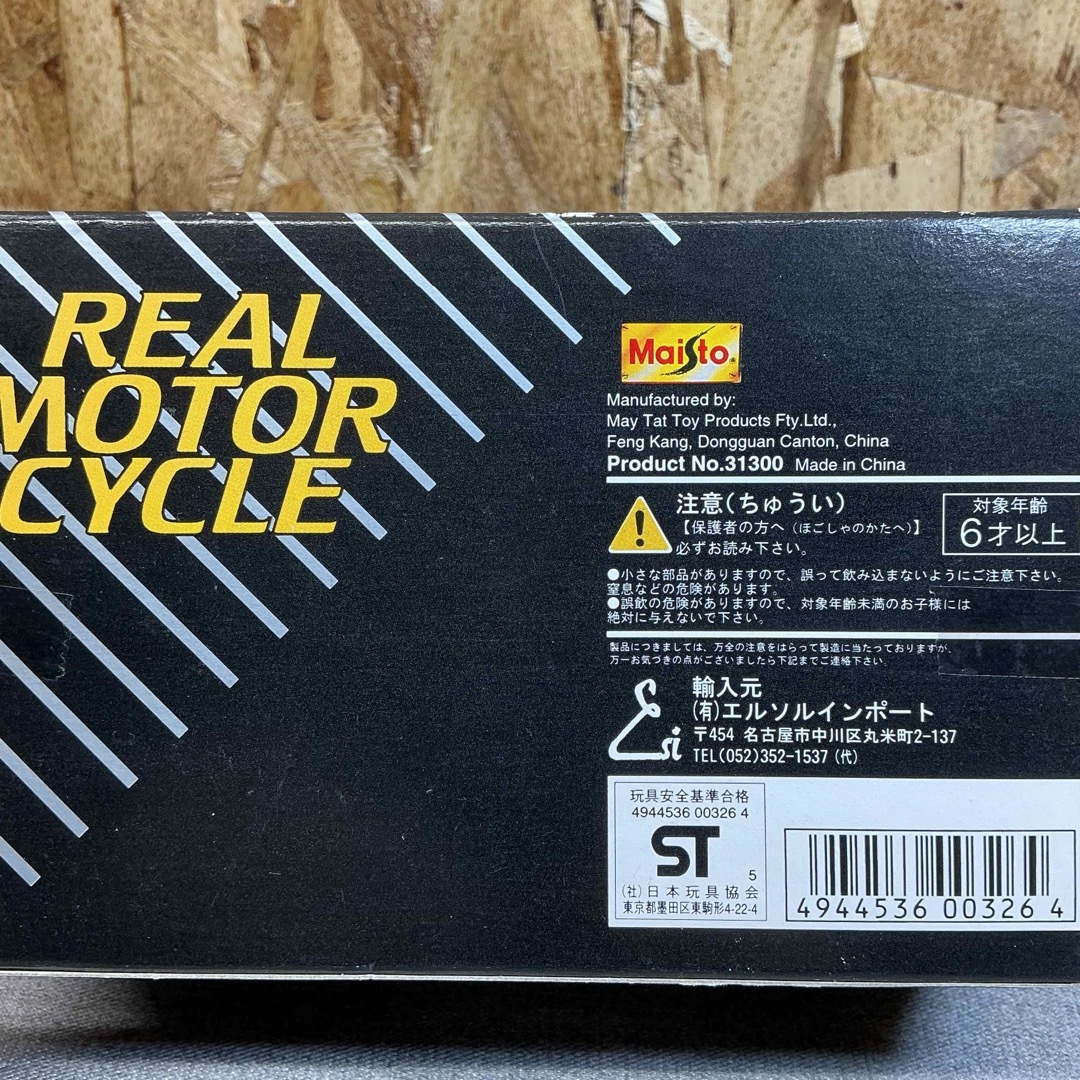 REAL
MOTOR
CYCLE
Maisto
Manufactured by:
May Tat Toy Products Fty.Ltd.,
Feng Kang, Dongguan Canton, China
Product No.31300 Made in China
注意(ちゅうい)
【保護者の方へ(ほごしゃのかたへ)】
必ずお読み下さい。
対象年齢
6才以上
●小さな部品がありますので、誤って飲み込まないようにご注意下さい。
窒息などの危険があります。
●誤飲の危険がありますので、対象年齢未満のお子様には
絶対に与えないで下さい。
製品につきましては、万全の注意をはらって製造に当たっておりますが、
万一お気づきの点がございましたら下記までご連絡下さい。
Esi
輸入元
(有)エルソルインポート
〒454 名古屋市中川区丸米町2-137
TEL(052)352-1537(代)
玩具安全基準合格
4944536 00326 4
ST
5
(社)日本玩具協会
東京都墨田区東駒形4-22-4
4944536 00326 4